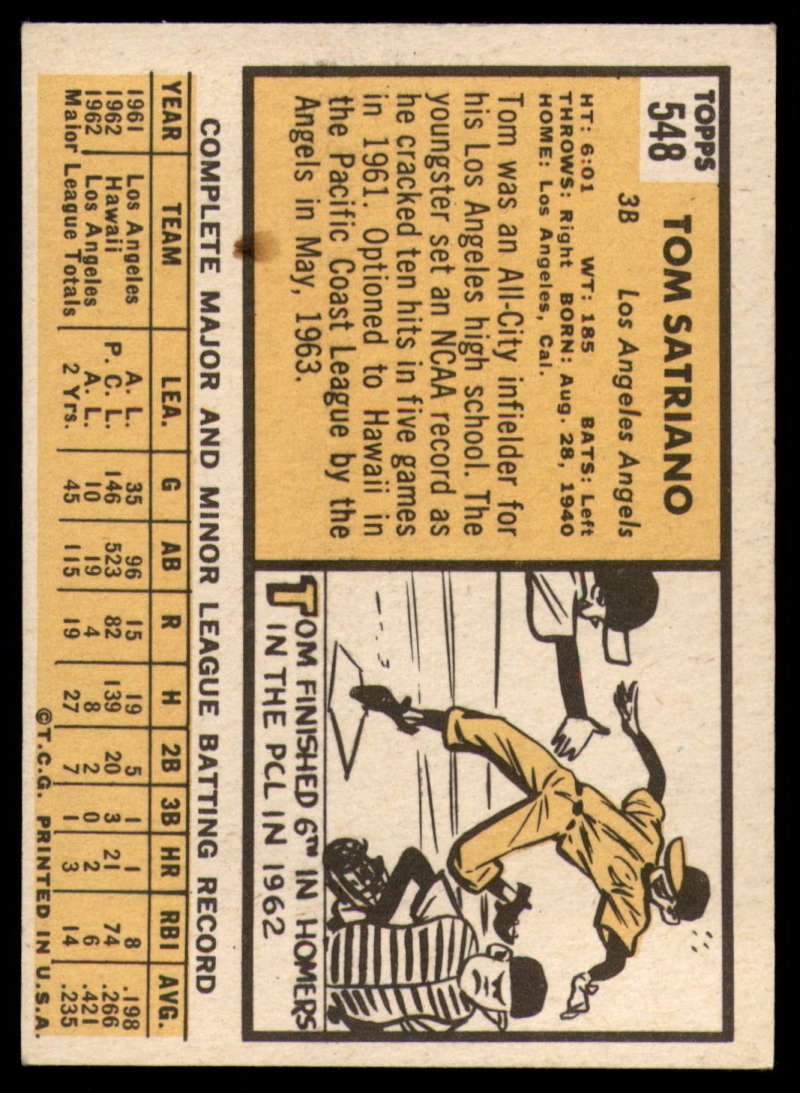 TOPPS
548
TOM SATRIANO
3B Los Angeles Angels
HT: 6:01 WT: 185 BATS: Left
THROWS: Right BORN: Aug. 28, 1940
HOME: Los Angeles, Cal.
Tom was an All-City infielder for
his Los Angeles high school. The
youngster set an NCAA record as
he cracked ten hits in five games
in 1961. Optioned to Hawaii in
the Pacific Coast League by the
Angels in May, 1963.
TOM FINISHED 6TH IN HOMERS
IN THE PCL IN 1962
COMPLETE MAJOR AND MINOR LEAGUE BATTING RECORD
YEAR TEAM LEA. G AB R H 2B 3B HR RBI AVG.
1961 Los Angeles A. L. 35 96 15 19 5 1 1 8 .198
1962 Hawaii P. C. L. 146 523 82 139 20 3 21 74 .266
1962 Los Angeles A. L. 10 19 4 8 2 0 2 6 .421
Major League Totals 2 Yrs. 45 115 19 27 7 1 3 14 .235
©T.C.G. PRINTED IN U.S.A.